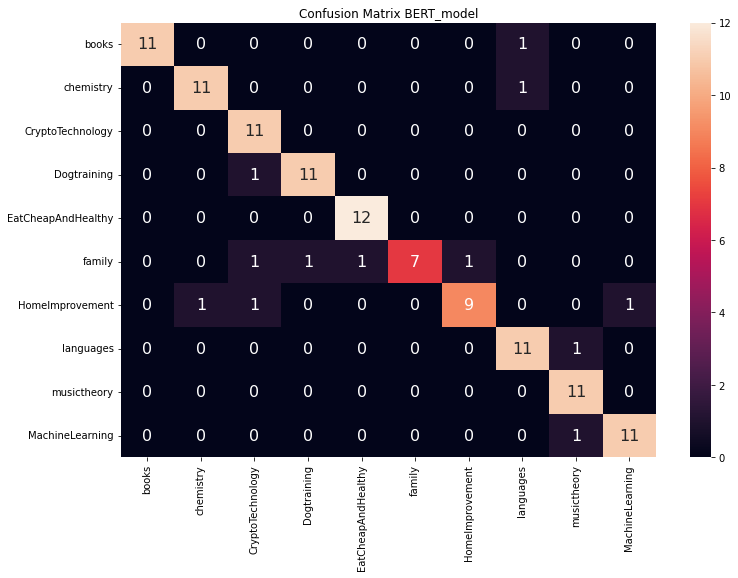 Confusion Matrix BERT_model
books 11 0 0 0 0 0 0 1 0 0
chemistry 0 11 0 0 0 0 0 1 0 0
CryptoTechnology 0 0 11 0 0 0 0 0 0 0
Dogtraining 0 0 1 11 0 0 0 0 0 0
EatCheapAndHealthy 0 0 0 0 12 0 0 0 0 0
family 0 0 1 1 1 7 1 0 0 0
HomeImprovement 0 1 1 0 0 0 9 0 0 1
languages 0 0 0 0 0 0 0 11 1 0
musictheory 0 0 0 0 0 0 0 0 11 0
MachineLearning 0 0 0 0 0 0 0 0 1 11
books
chemistry
CryptoTechnology
Dogtraining
EatCheapAndHealthy
family
HomeImprovement
languages
musictheory
MachineLearning
12
10
8
6
4
2
0